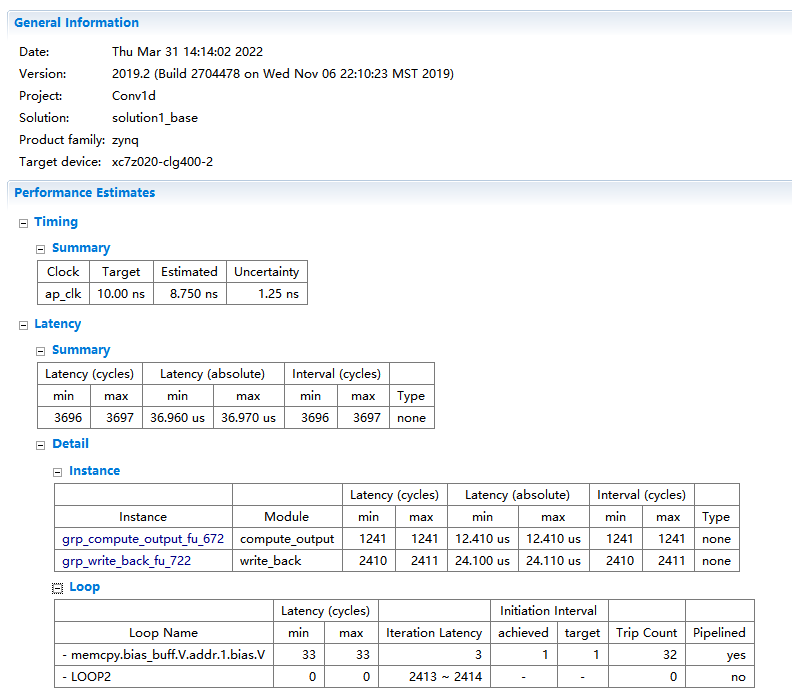 General Information
Date: Thu Mar 31 14:14:02 2022
Version: 2019.2 (Build 2704478 on Wed Nov 06 22:10:23 MST 2019)
Project: Conv1d
Solution: solution1_base
Product family: zynq
Target device: xc7z020-clg400-2
Performance Estimates
Timing
Summary
Clock Target Estimated Uncertainty
ap_clk 10.00 ns 8.750 ns 1.25 ns
Latency
Summary
Latency (cycles) Latency (absolute) Interval (cycles)
min max min max min max Type
3696 3697 36.960 us 36.970 us 3696 3697 none
Detail
Instance
Latency (cycles) Latency (absolute) Interval (cycles)
Instance Module min max min max min max Type
grp_compute_output_fu_672 compute_output 1241 1241 12.410 us 12.410 us 1241 1241 none
grp_write_back_fu_722 write_back 2410 2411 24.100 us 24.110 us 2410 2411 none
Loop
Latency (cycles) Initiation Interval
Loop Name min max Iteration Latency achieved target Trip Count Pipelined
- memcpy.bias_buff.V.addr.1.bias.V 33 33 3 1 1 32 yes
- LOOP2 0 0 2413 ~ 2414 - - 0 no